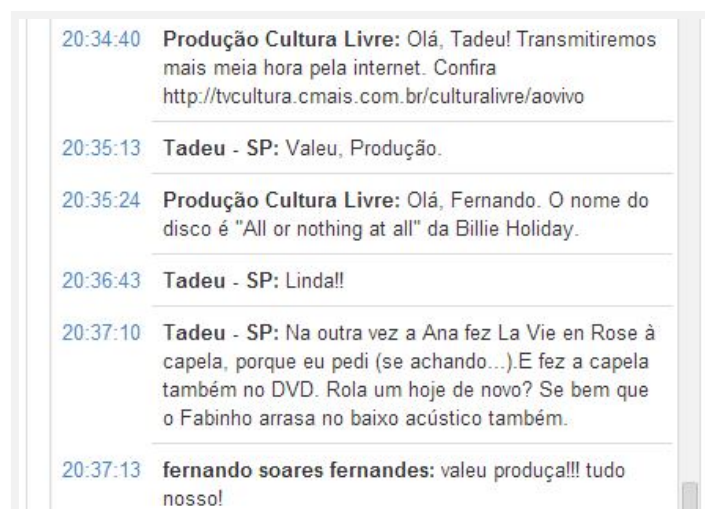 20:34:40 Produção Cultura Livre: Olá, Tadeu! Transmitiremos
mais meia hora pela internet. Confira
http://tvcultura.cmais.com.br/culturalivre/aovivo
20:35:13 Tadeu - SP: Valeu, Produção.
20:35:24 Produção Cultura Livre: Olá, Fernando. O nome do
disco é "All or nothing at all" da Billie Holiday.
20:36:43 Tadeu - SP: Linda!!
20:37:10 Tadeu - SP: Na outra vez a Ana fez La Vie en Rose à
capela, porque eu pedi (se achando...).E fez a capela
também no DVD. Rola um hoje de novo? Se bem que
o Fabinho arrasa no baixo acústico também.
20:37:13 fernando soares fernandes: valeu produça!!! tudo
nosso!